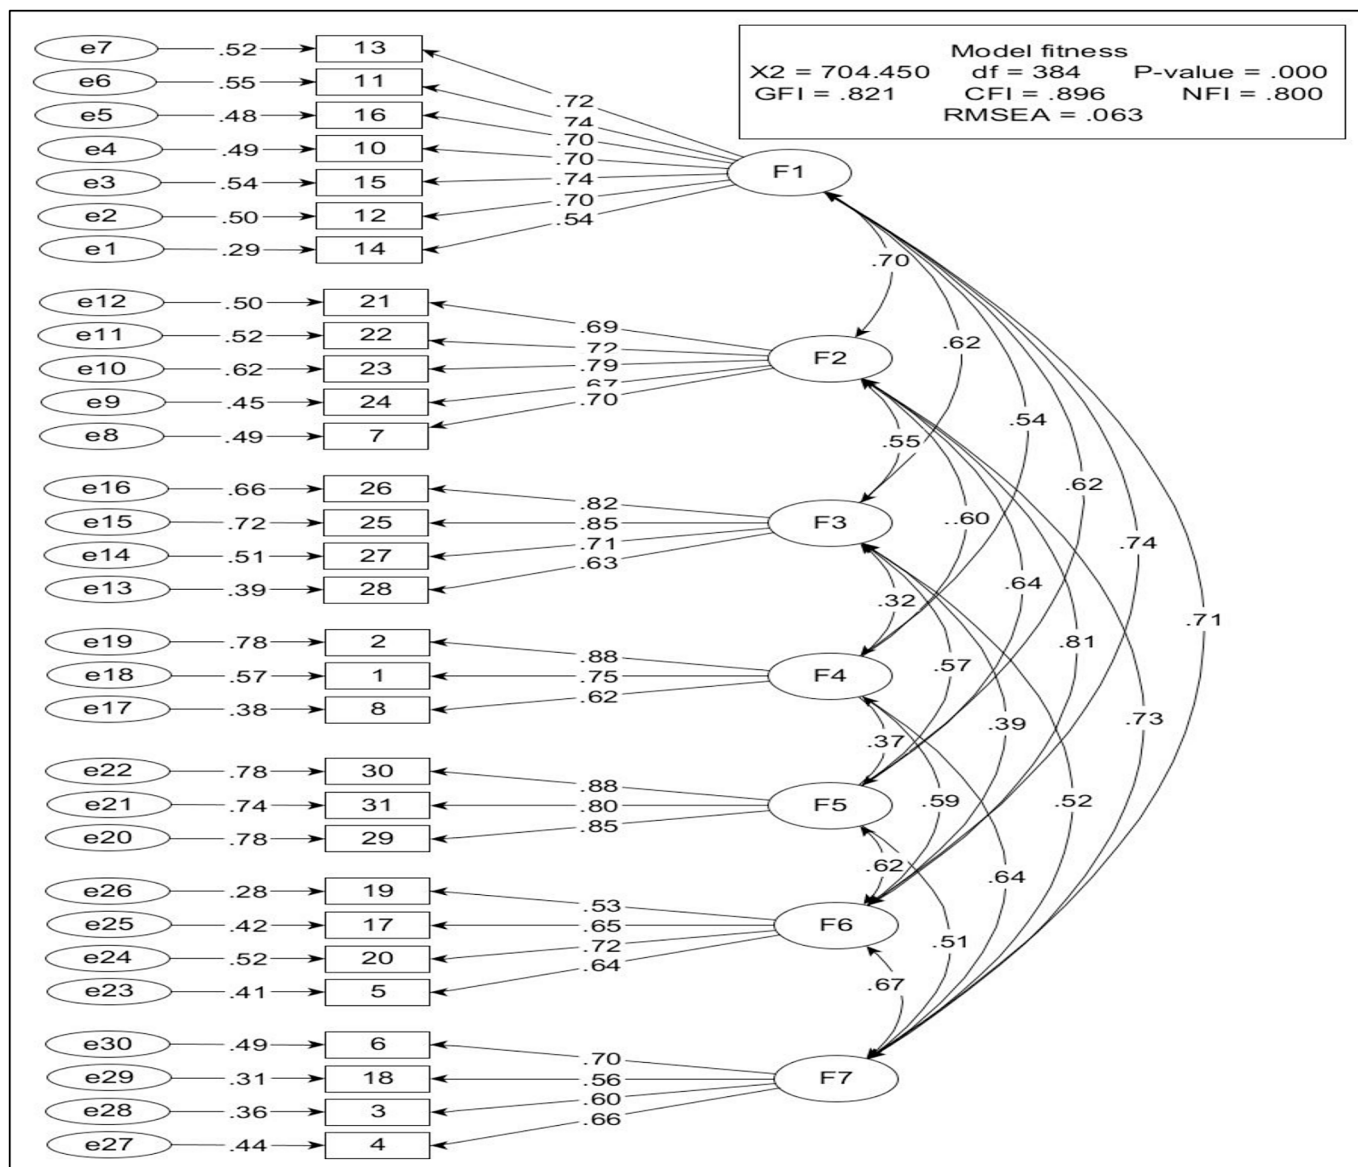 Model fitness
X2 = 704.450 df = 384 P-value = .000
GFI = .821 CFI = .896 NFI = .800
RMSEA = .063
e7 .52 13 .72
e6 .55 11 .74
e5 .48 16 .70
e4 .49 10 .70
e3 .54 15 .74
e2 .50 12 .70
e1 .29 14 .54
F1
.70
e12 .50 21 .69
e11 .52 22 .72
e10 .62 23 .79
e9 .45 24 .67
e8 .49 7 .70
F2
.62
.54
.55
.62
e16 .66 26 .82
e15 .72 25 .85
e14 .51 27 .71
e13 .39 28 .63
F3
.60
.74
.64
.32
.71
.81
e19 .78 2 .88
e18 .57 1 .75
e17 .38 8 .62
F4
.57
.73
.39
.37
e22 .78 30 .88
e21 .74 31 .80
e20 .78 29 .85
F5
.59
.52
.62
.64
e26 .28 19 .53
e25 .42 17 .65
e24 .52 20 .72
e23 .41 5 .64
F6
.51
.67
e30 .49 6 .70
e29 .31 18 .56
e28 .36 3 .60
e27 .44 4 .66
F7